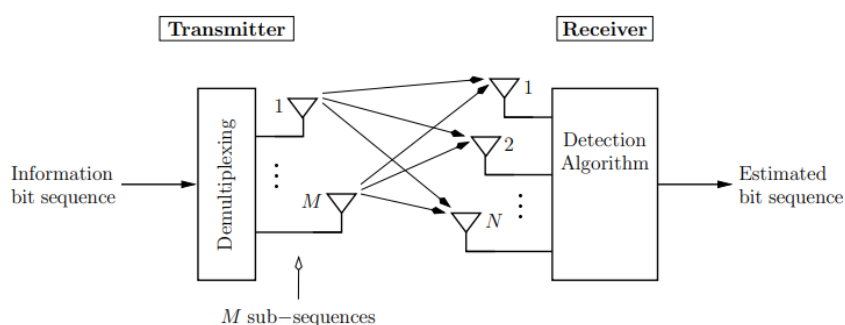 Transmitter
Receiver
1
1
2
M
N
Demultiplexing
Detection
Algorithm
Information
bit sequence
Estimated
bit sequence
M sub−sequences